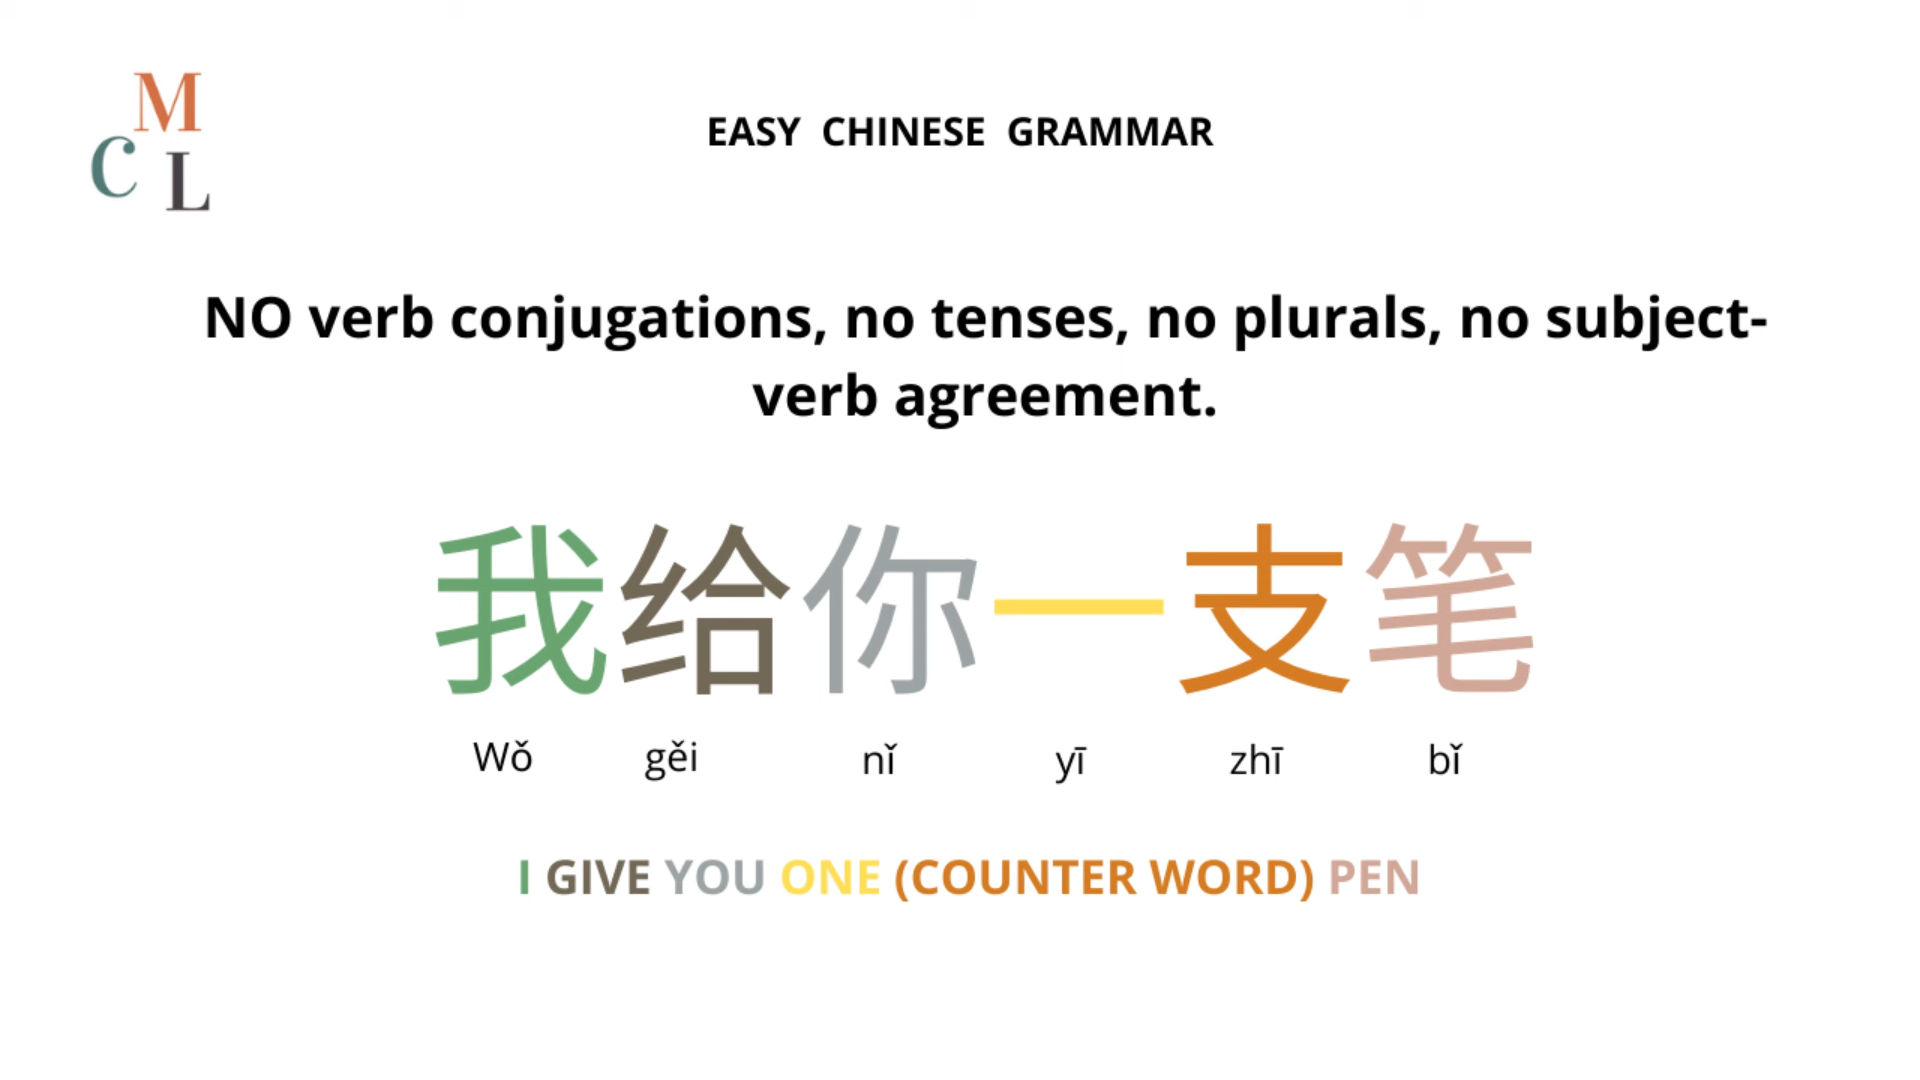 M
C L
EASY CHINESE GRAMMAR
NO verb conjugations, no tenses, no plurals, no subject-
verb agreement.
我给你一支笔
Wǒ gěi nǐ yī zhī bǐ
I GIVE YOU ONE (COUNTER WORD) PEN